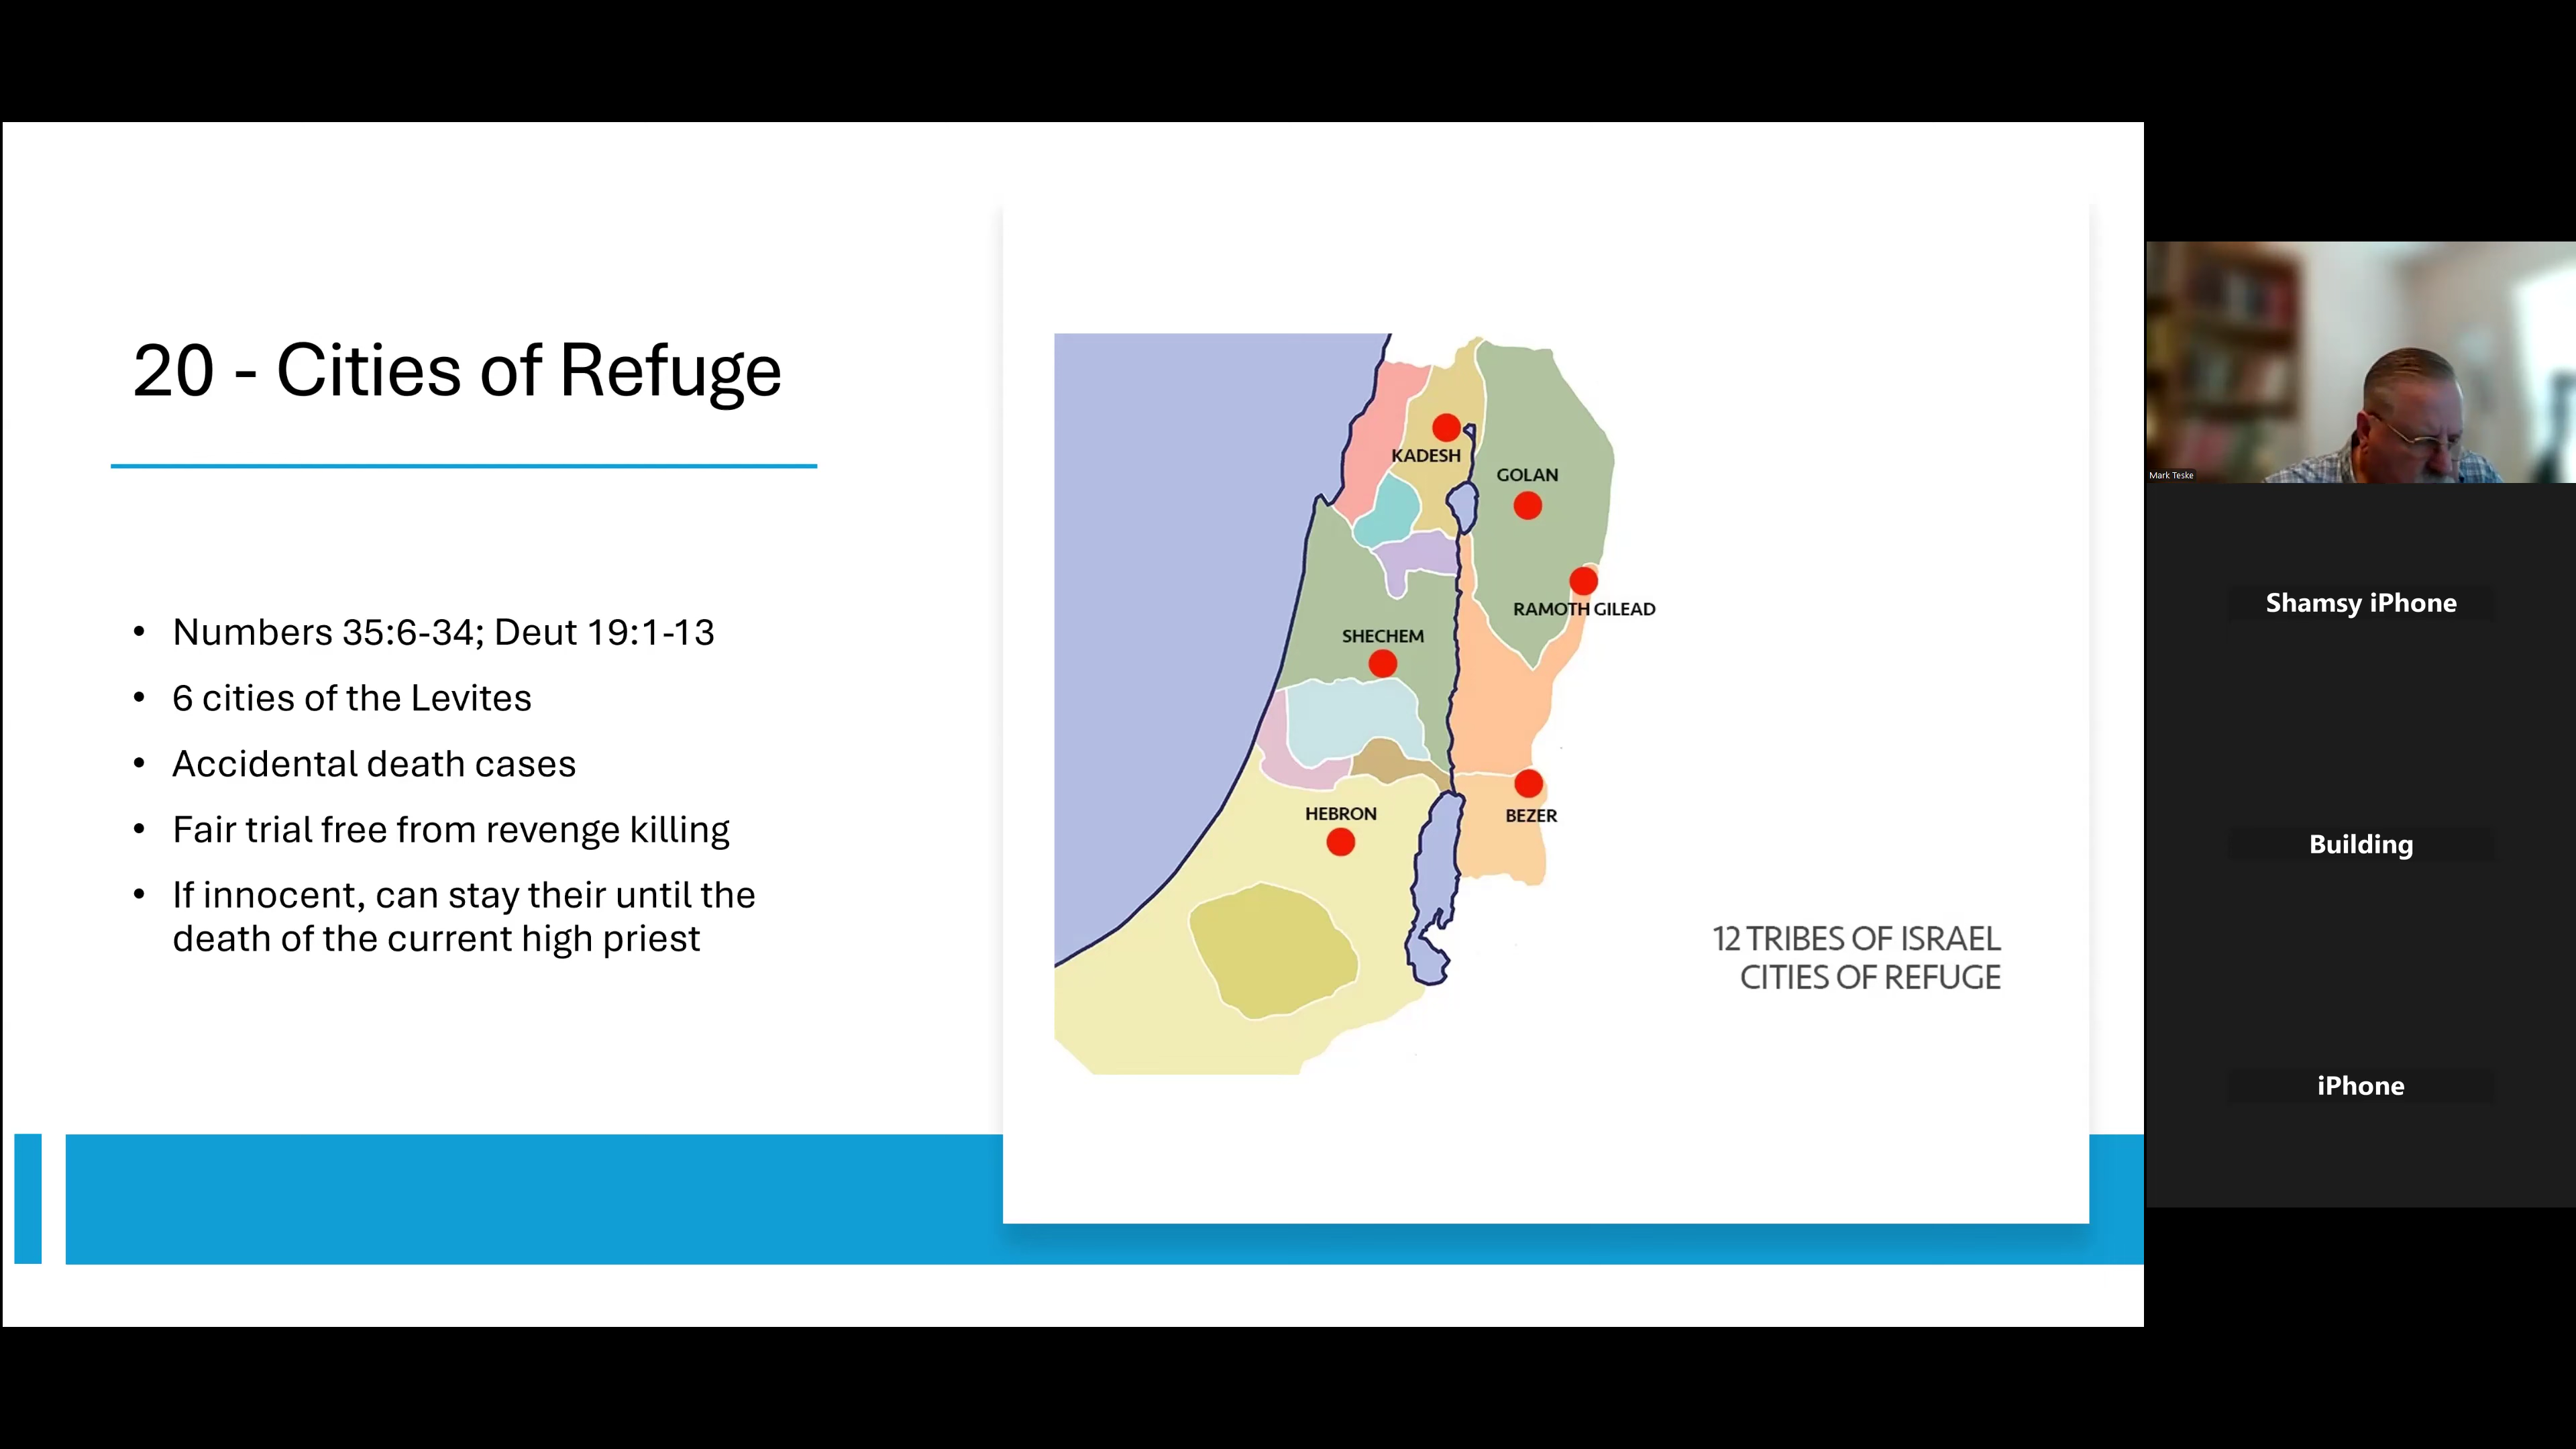 20 - Cities of Refuge
• Numbers 35:6-34; Deut 19:1-13
• 6 cities of the Levites
• Accidental death cases
• Fair trial free from revenge killing
• If innocent, can stay their until the
death of the current high priest
KADESH
GOLAN
RAMOTH GILEAD
SHECHEM
HEBRON
BEZER
12 TRIBES OF ISRAEL
CITIES OF REFUGE
Mark Teske
Shamsy iPhone
Building
iPhone